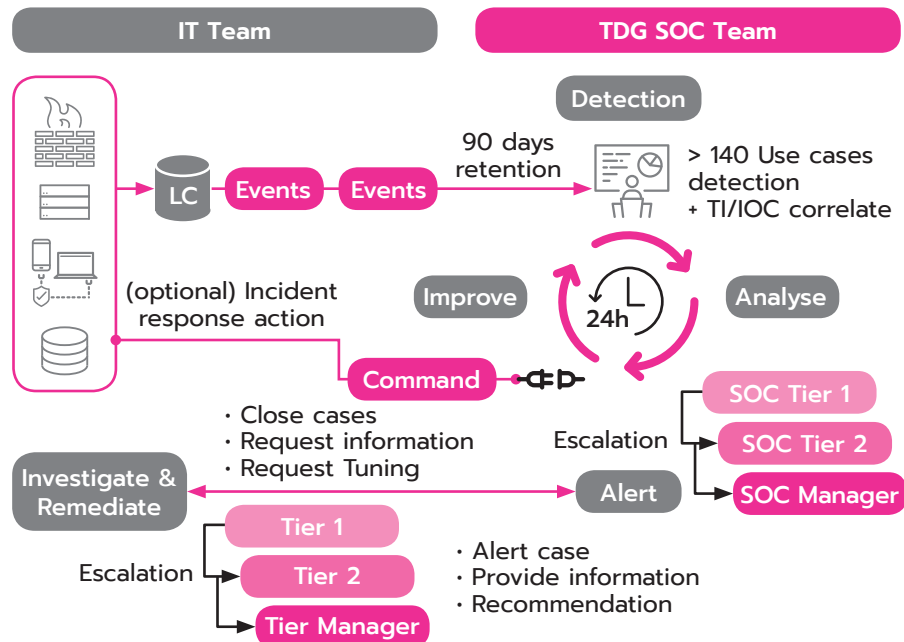 IT Team
TDG SOC Team
Detection
90 days
retention
> 140 Use cases
detection
+ TI/IOC correlate
LC
Events
Events
(optional) Incident
response action
Improve
24h
Analyse
Command
· Close cases
· Request information
· Request Tuning
Escalation
SOC Tier 1
SOC Tier 2
SOC Manager
Investigate &
Remediate
Alert
Escalation
Tier 1
Tier 2
Tier Manager
· Alert case
· Provide information
· Recommendation